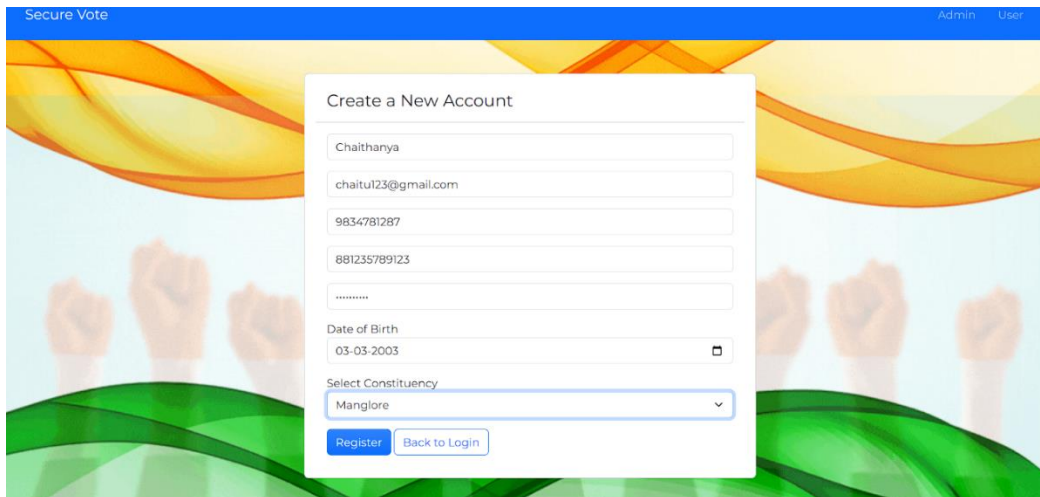 Secure Vote Admin User
Create a New Account
Chaithanya
chaitu123@gmail.com
9834781287
881235789123
••••••••••
Date of Birth
03-03-2003
Select Constituency
Manglore
Register Back to Login